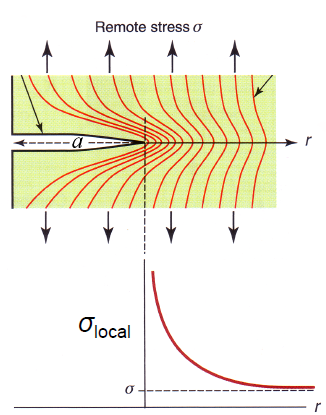 Remote stress σ
a
r
σlocal
σ
r